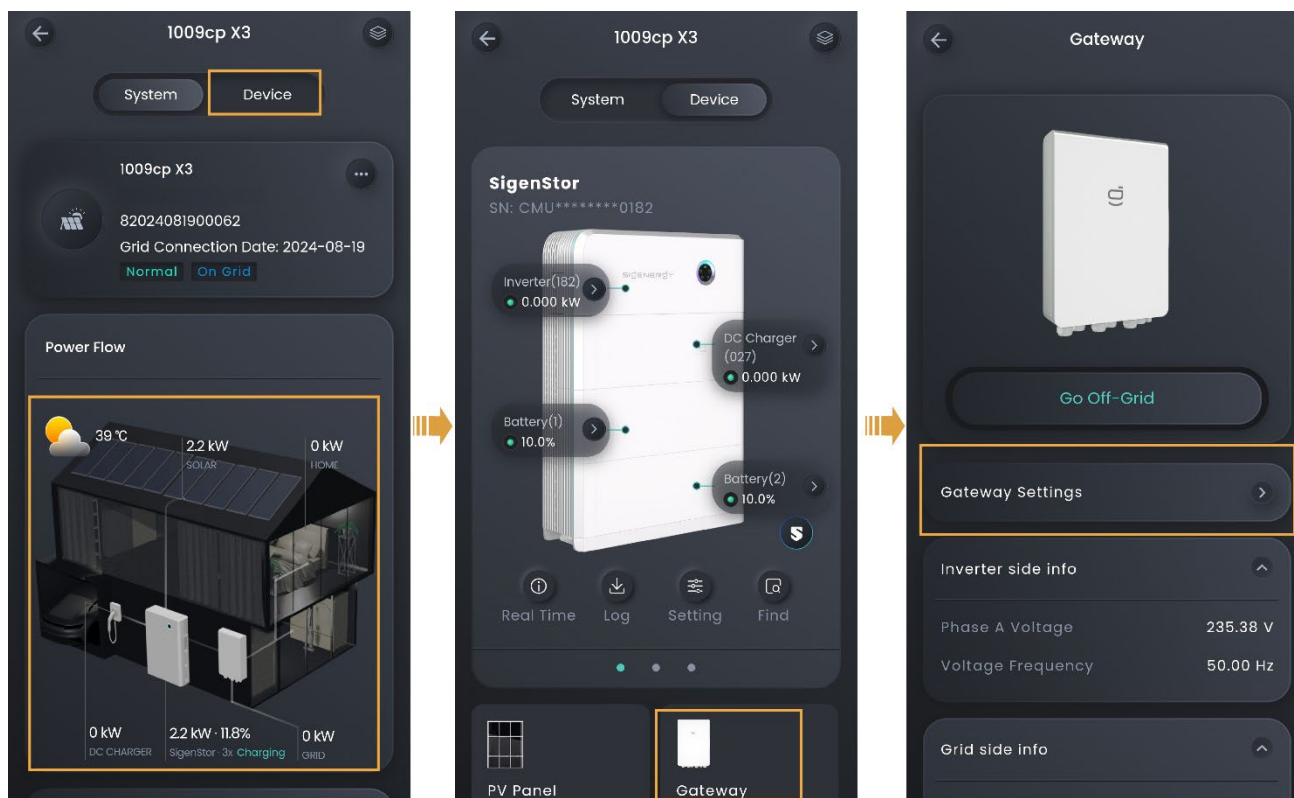 1009cp X3
System Device
1009cp X3
82024081900062
Grid Connection Date: 2024-08-19
Normal On Grid
Power Flow
39 ℃
2.2 kW
SOLAR
0 kW
HOME
0 kW
DC CHARGER
2.2 kW · 11.8%
SigenStor · 3x Charging
0 kW
GRID
1009cp X3
System Device
SigenStor
SN: CMU********0182
SIGENERGY
Inverter(182)
0.000 kW
DC Charger
(027)
0.000 kW
Battery(1)
10.0%
Battery(2)
10.0%
Real Time Log Setting Find
PV Panel Gateway
Gateway
Go Off-Grid
Gateway Settings
Inverter side info
Phase A Voltage 235.38 V
Voltage Frequency 50.00 Hz
Grid side info